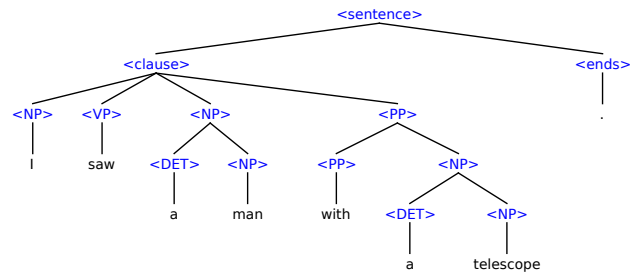 <sentence>
<clause> <ends>
<NP> <VP> <NP> <PP> .
I saw <DET> <NP> <PP> <NP>
a man with <DET> <NP>
a telescope